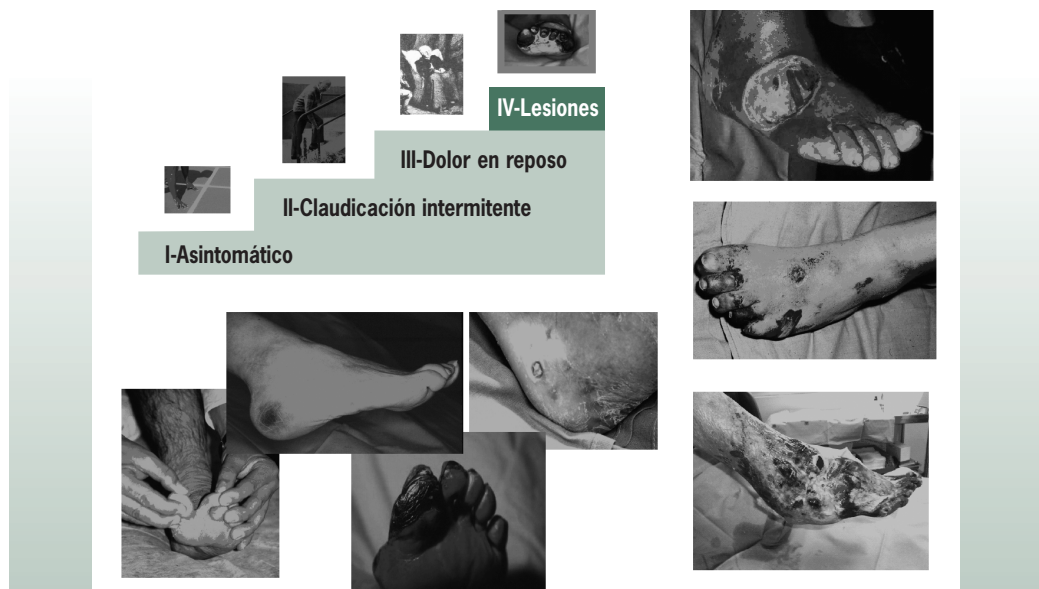 IV-Lesiones
III-Dolor en reposo
II-Claudicación intermitente
I-Asintomático